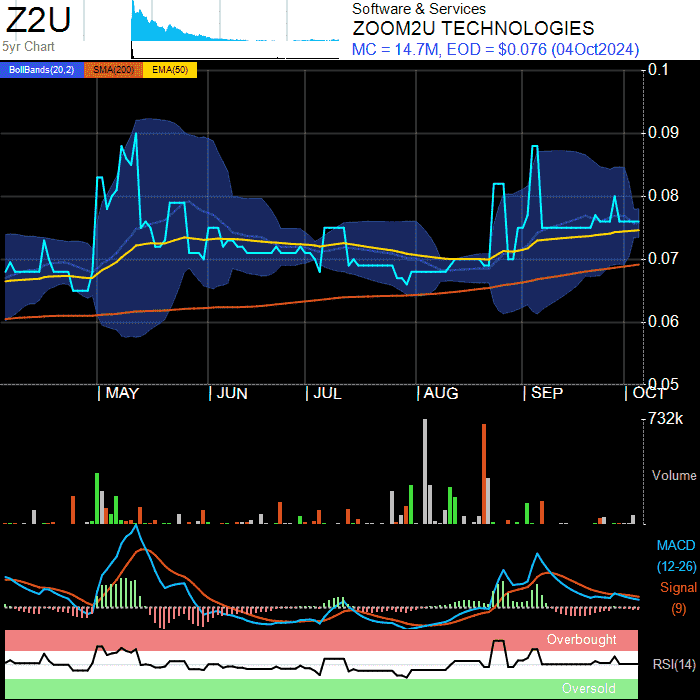 Z2U
5yr Chart
Software & Services
ZOOM2U TECHNOLOGIES
MC = 14.7M, EOD = $0.076 (04Oct2024)
BollBands(20,2) SMA(200) EMA(50)
0.1
0.09
0.08
0.07
0.06
0.05
MAY JUN JUL AUG SEP OCT
732k
Volume
MACD
(12-26)
Signal
(9)
Overbought
RSI(14)
Oversold